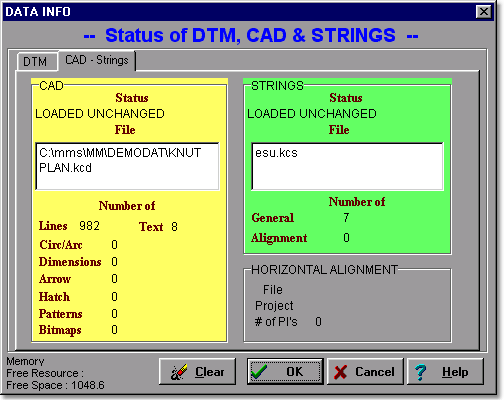 DATA INFO
-- Status of DTM, CAD & STRINGS --
DTM
CAD - Strings
CAD
Status
LOADED UNCHANGED
File
C:\mms\MM\DEMODAT\KNUT
PLAN.kcd
Number of
Lines 982 Text 8
Circ/Arc 0
Dimensions 0
Arrow 0
Hatch 0
Patterns 0
Bitmaps 0
STRINGS
Status
LOADED UNCHANGED
File
esu.kcs
Number of
General 7
Alignment 0
HORIZONTAL ALIGNMENT
File
Project
# of PI's 0
Memory
Free Resource :
Free Space : 1048.6
Clear
OK
Cancel
? Help